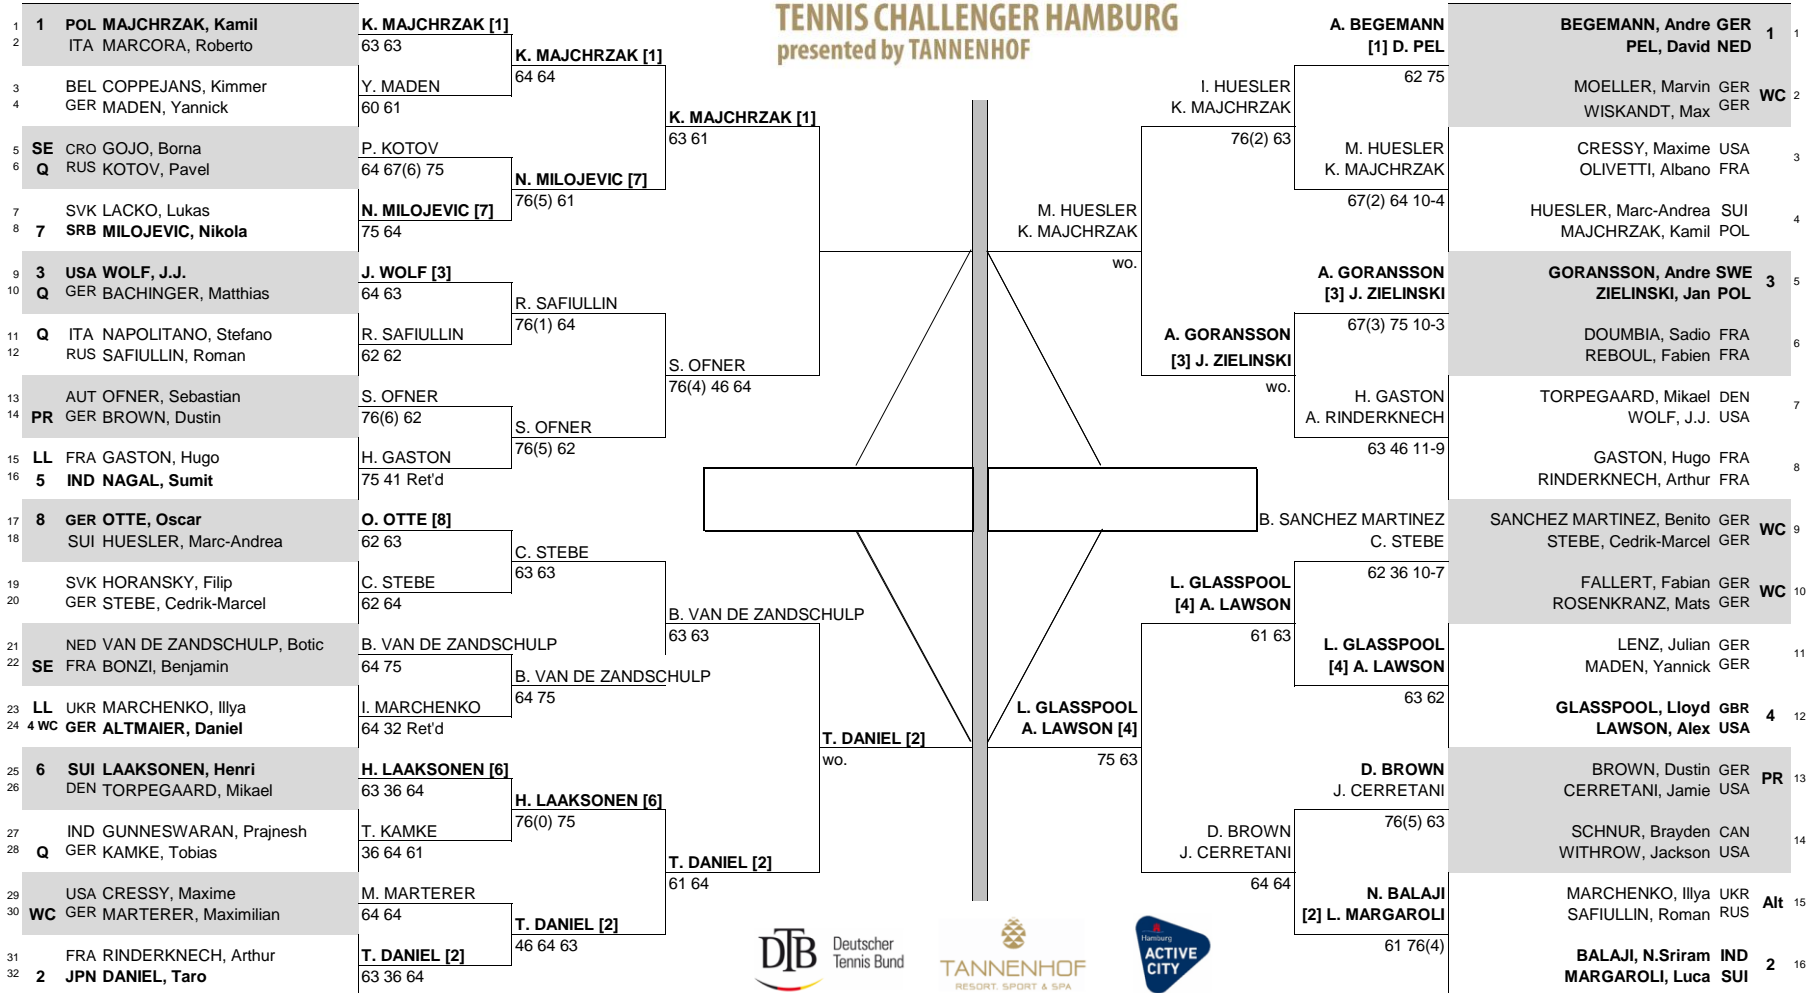 TENNIS CHALLENGER HAMBURG
presented by TANNENHOF
1 1 POL MAJCHRZAK, Kamil
2 ITA MARCORA, Roberto
3 BEL COPPEJANS, Kimmer
4 GER MADEN, Yannick
5 SE CRO GOJO, Borna
6 Q RUS KOTOV, Pavel
7 SVK LACKO, Lukas
8 7 SRB MILOJEVIC, Nikola
9 3 USA WOLF, J.J.
10 Q GER BACHINGER, Matthias
11 Q ITA NAPOLITANO, Stefano
12 RUS SAFIULLIN, Roman
13 AUT OFNER, Sebastian
14 PR GER BROWN, Dustin
15 LL FRA GASTON, Hugo
16 5 IND NAGAL, Sumit
17 8 GER OTTE, Oscar
18 SUI HUESLER, Marc-Andrea
19 SVK HORANSKY, Filip
20 GER STEBE, Cedrik-Marcel
21 NED VAN DE ZANDSCHULP, Botic
22 SE FRA BONZI, Benjamin
23 LL UKR MARCHENKO, Illya
24 4 WC GER ALTMAIER, Daniel
25 6 SUI LAAKSONEN, Henri
26 DEN TORPEGAARD, Mikael
27 IND GUNNESWARAN, Prajnesh
28 Q GER KAMKE, Tobias
29 USA CRESSY, Maxime
30 WC GER MARTERER, Maximilian
31 FRA RINDERKNECH, Arthur
32 2 JPN DANIEL, Taro
K. MAJCHRZAK [1]
63 63
Y. MADEN
60 61
P. KOTOV
64 67(6) 75
N. MILOJEVIC [7]
75 64
J. WOLF [3]
64 63
R. SAFIULLIN
62 62
S. OFNER
76(6) 62
H. GASTON
75 41 Ret'd
O. OTTE [8]
62 63
C. STEBE
62 64
B. VAN DE ZANDSCHULP
64 75
I. MARCHENKO
64 32 Ret'd
H. LAAKSONEN [6]
63 36 64
T. KAMKE
36 64 61
M. MARTERER
64 64
T. DANIEL [2]
63 36 64
K. MAJCHRZAK [1]
64 64
N. MILOJEVIC [7]
76(5) 61
R. SAFIULLIN
76(1) 64
S. OFNER
76(5) 62
C. STEBE
63 63
B. VAN DE ZANDSCHULP
64 75
H. LAAKSONEN [6]
76(0) 75
T. DANIEL [2]
46 64 63
K. MAJCHRZAK [1]
63 61
S. OFNER
76(4) 46 64
B. VAN DE ZANDSCHULP
63 63
T. DANIEL [2]
61 64
T. DANIEL [2]
wo.
M. HUESLER
K. MAJCHRZAK
wo.
L. GLASSPOOL
A. LAWSON [4]
75 63
I. HUESLER
K. MAJCHRZAK
76(2) 63
A. GORANSSON
[3] J. ZIELINSKI
wo.
L. GLASSPOOL
[4] A. LAWSON
61 63
D. BROWN
J. CERRETANI
64 64
A. BEGEMANN
[1] D. PEL
62 75
M. HUESLER
K. MAJCHRZAK
67(2) 64 10-4
A. GORANSSON
[3] J. ZIELINSKI
67(3) 75 10-3
H. GASTON
A. RINDERKNECH
63 46 11-9
B. SANCHEZ MARTINEZ
C. STEBE
62 36 10-7
L. GLASSPOOL
[4] A. LAWSON
63 62
D. BROWN
J. CERRETANI
76(5) 63
N. BALAJI
[2] L. MARGAROLI
61 76(4)
BEGEMANN, Andre GER 1 1
PEL, David NED
MOELLER, Marvin GER WC 2
WISKANDT, Max GER
CRESSY, Maxime USA 3
OLIVETTI, Albano FRA
HUESLER, Marc-Andrea SUI 4
MAJCHRZAK, Kamil POL
GORANSSON, Andre SWE 3 5
ZIELINSKI, Jan POL
DOUMBIA, Sadio FRA 6
REBOUL, Fabien FRA
TORPEGAARD, Mikael DEN 7
WOLF, J.J. USA
GASTON, Hugo FRA 8
RINDERKNECH, Arthur FRA
SANCHEZ MARTINEZ, Benito GER WC 9
STEBE, Cedrik-Marcel GER
FALLERT, Fabian GER WC 10
ROSENKRANZ, Mats GER
LENZ, Julian GER 11
MADEN, Yannick GER
GLASSPOOL, Lloyd GBR 4 12
LAWSON, Alex USA
BROWN, Dustin GER PR 13
CERRETANI, Jamie USA
SCHNUR, Brayden CAN 14
WITHROW, Jackson USA
MARCHENKO, Illya UKR Alt 15
SAFIULLIN, Roman RUS
BALAJI, N.Sriram IND 2 16
MARGAROLI, Luca SUI
DTB Deutscher
Tennis Bund
TANNENHOF
RESORT. SPORT & SPA
Hamburg
ACTIVE
CITY